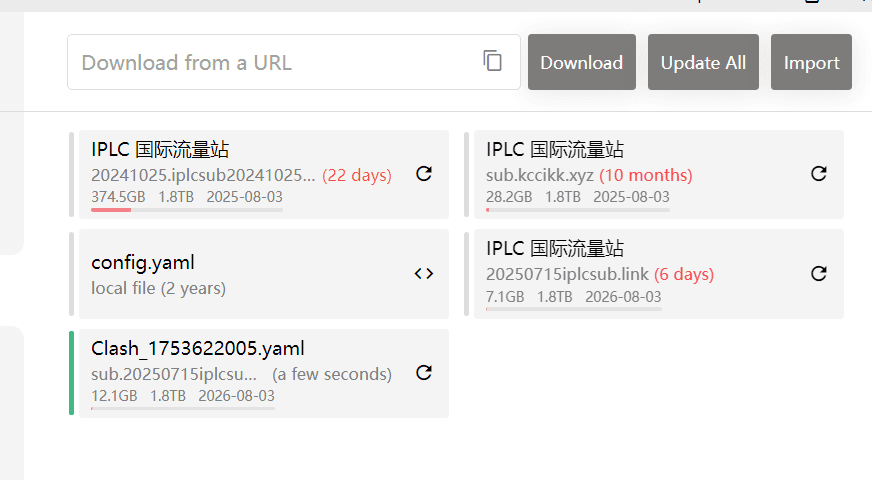 Download from a URL
Download
Update All
Import
IPLC 国际流量站
20241025.iplcsub20241025... (22 days)
374.5GB 1.8TB 2025-08-03
IPLC 国际流量站
sub.kccikk.xyz (10 months)
28.2GB 1.8TB 2025-08-03
config.yaml
local file (2 years)
IPLC 国际流量站
20250715iplcsub.link (6 days)
7.1GB 1.8TB 2026-08-03
Clash_1753622005.yaml
sub.20250715iplcsu... (a few seconds)
12.1GB 1.8TB 2026-08-03